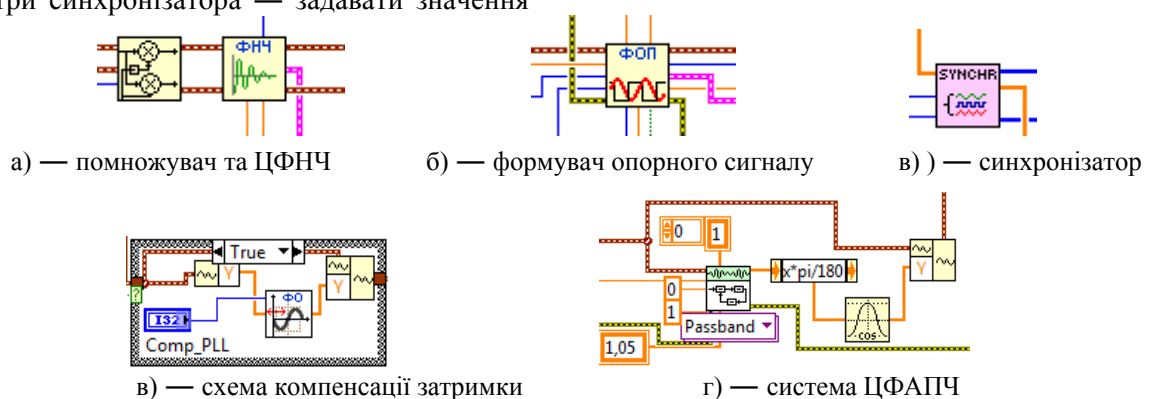 три синхронізатора — задавати значення
ФНЧ
ФОП
SYNCHR
а) — помножувач та ЦФНЧ
б) — формувач опорного сигналу
в) ) — синхронізатор
True
Y
ФО
Y
I32
Comp_PLL
0
1
x*pi/180
Y
0
1
Passband
cos
1,05
в) — схема компенсації затримки
г) — система ЦФАПЧ